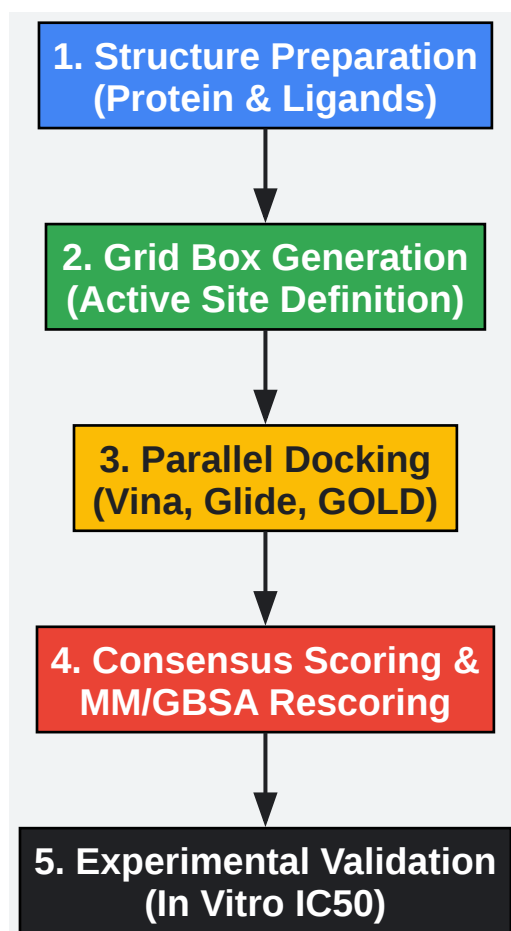 1. Structure Preparation
(Protein & Ligands)
2. Grid Box Generation
(Active Site Definition)
3. Parallel Docking
(Vina, Glide, GOLD)
4. Consensus Scoring &
MM/GBSA Rescoring
5. Experimental Validation
(In Vitro IC50)